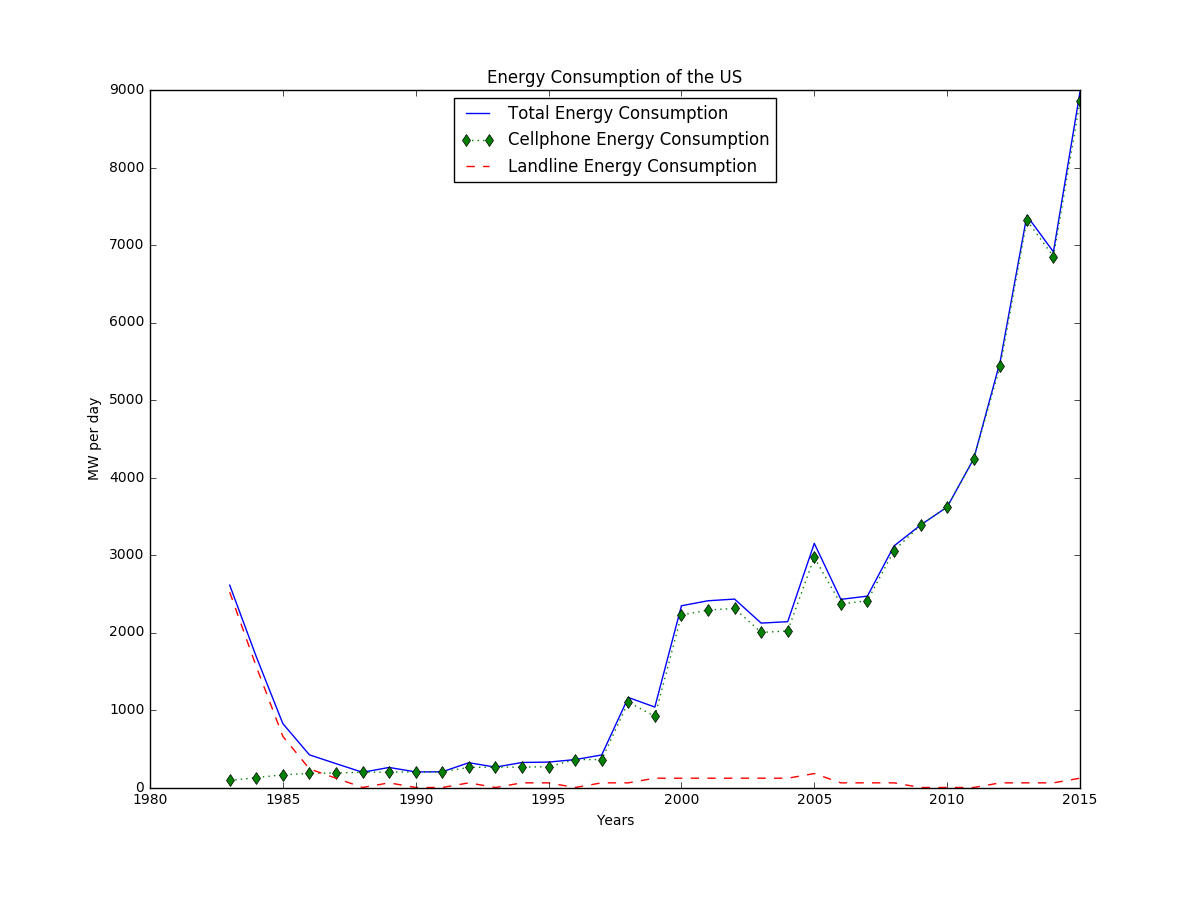 Energy Consumption of the US
Total Energy Consumption
Cellphone Energy Consumption
Landline Energy Consumption
9000
8000
7000
6000
5000
4000
3000
2000
1000
0
MW per day
1980 1985 1990 1995 2000 2005 2010 2015
Years